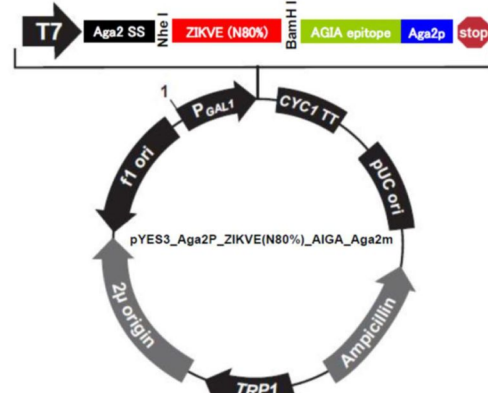 T7
Aga2 SS
Nhe I
ZIKVE (N80%)
BamH I
AGIA epitope
Aga2p
stop
1
PGAL1
CYC1 TT
f1 ori
pUC ori
pYES3_Aga2P_ZIKVE(N80%)_AIGA_Aga2m
2µ origin
Ampicillin
TRP1